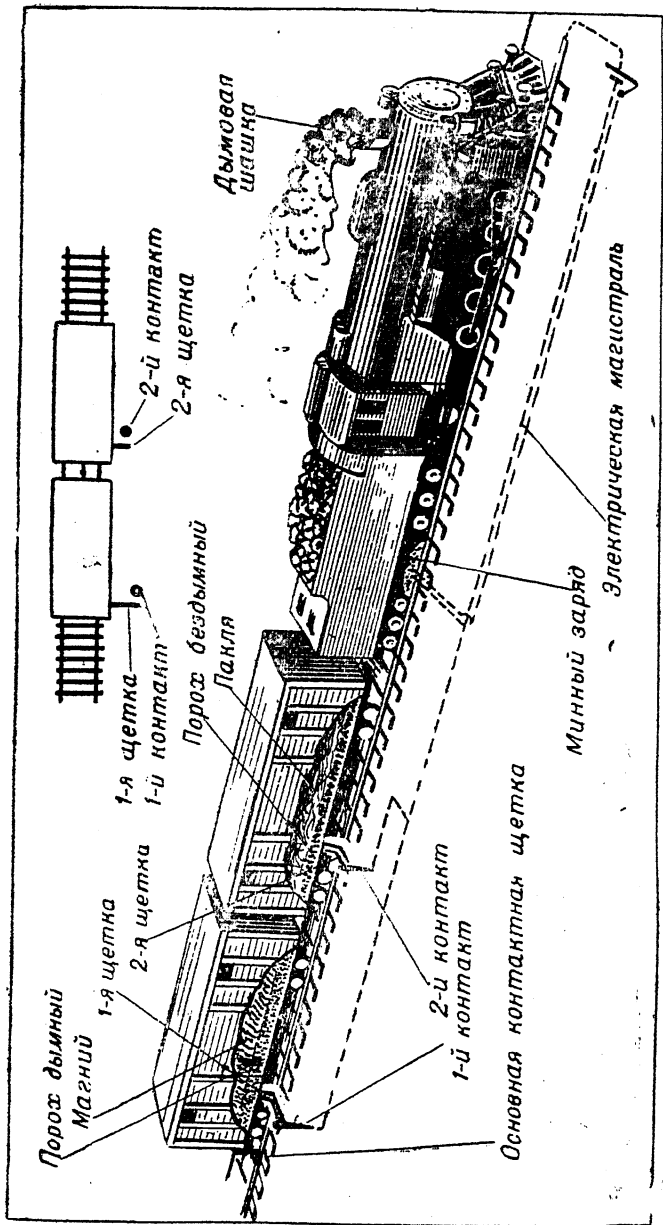 Дымовая
шашка
2-й контакт
2-я щетка
1-я щетка
1-й контакт
Порох бездымный
Пакля
2-я щетка
1-я щетка
Порох дымный
Магний
Электрическая магистраль
Минный заряд
2-й контакт
1-й контакт
Основная контактная щетка